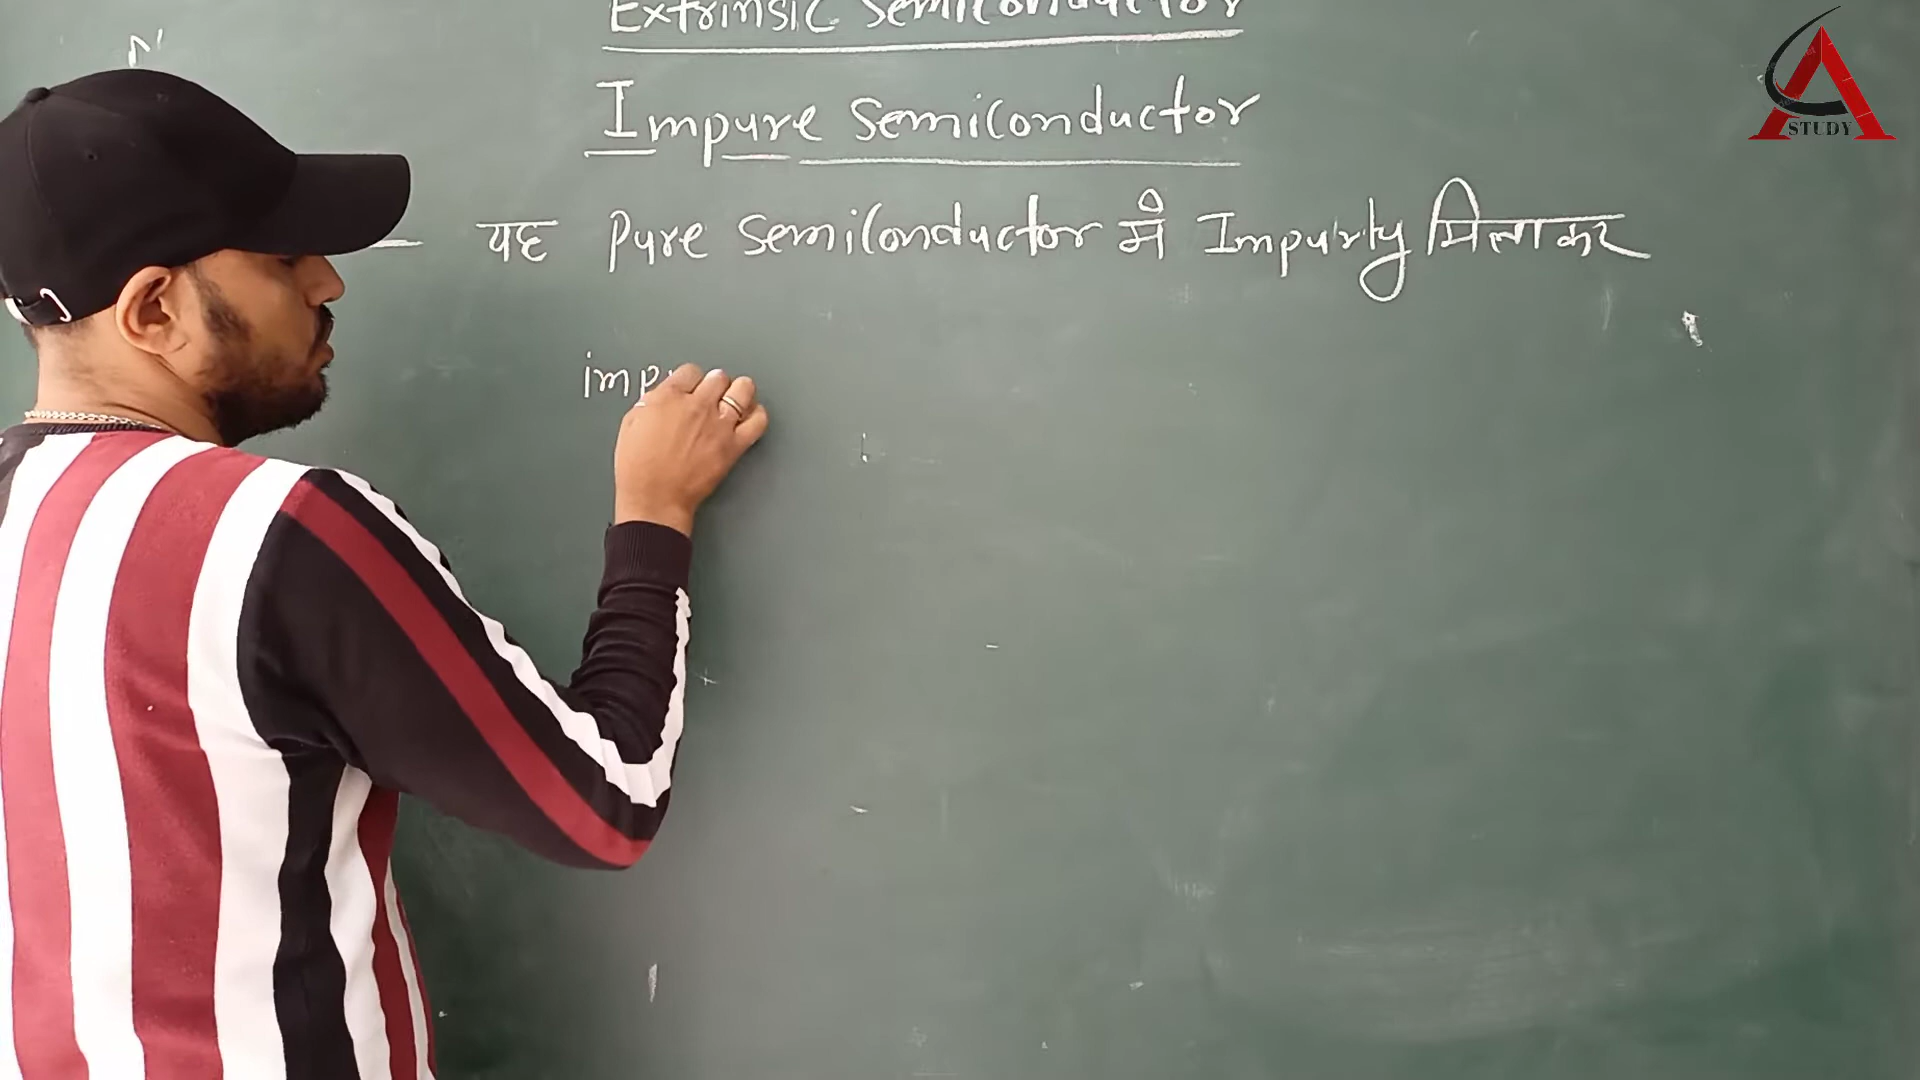 Extrinsic Semiconductor
Impure Semiconductor
– यह Pure Semiconductor में Impurity मिलाकर
imp
A STUDY